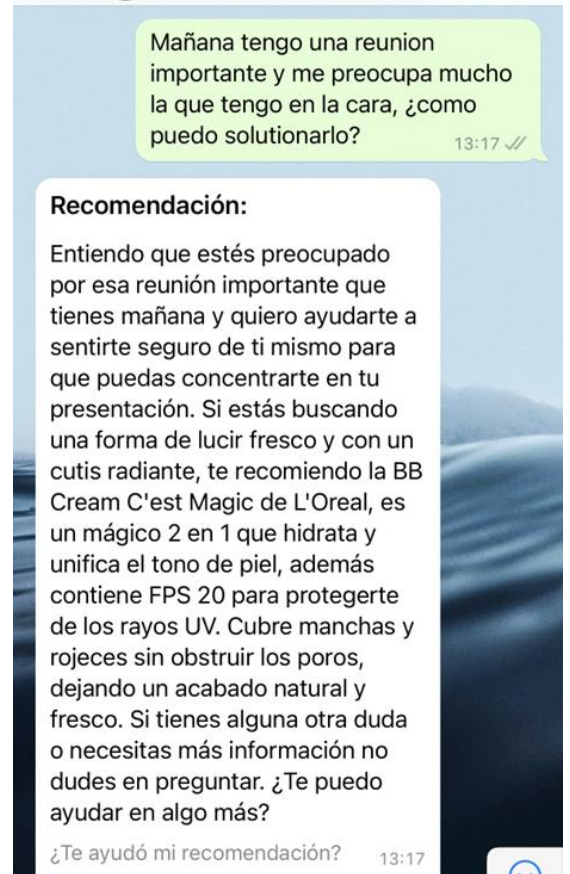 Mañana tengo una reunion
importante y me preocupa mucho
la que tengo en la cara, ¿como
puedo solutionarlo?
13:17
Recomendación:
Entiendo que estés preocupado
por esa reunión importante que
tienes mañana y quiero ayudarte a
sentirte seguro de ti mismo para
que puedas concentrarte en tu
presentación. Si estás buscando
una forma de lucir fresco y con un
cutis radiante, te recomiendo la BB
Cream C'est Magic de L'Oreal, es
un mágico 2 en 1 que hidrata y
unifica el tono de piel, además
contiene FPS 20 para protegerte
de los rayos UV. Cubre manchas y
rojeces sin obstruir los poros,
dejando un acabado natural y
fresco. Si tienes alguna otra duda
o necesitas más información no
dudes en preguntar. ¿Te puedo
ayudar en algo más?
¿Te ayudó mi recomendación?
13:17